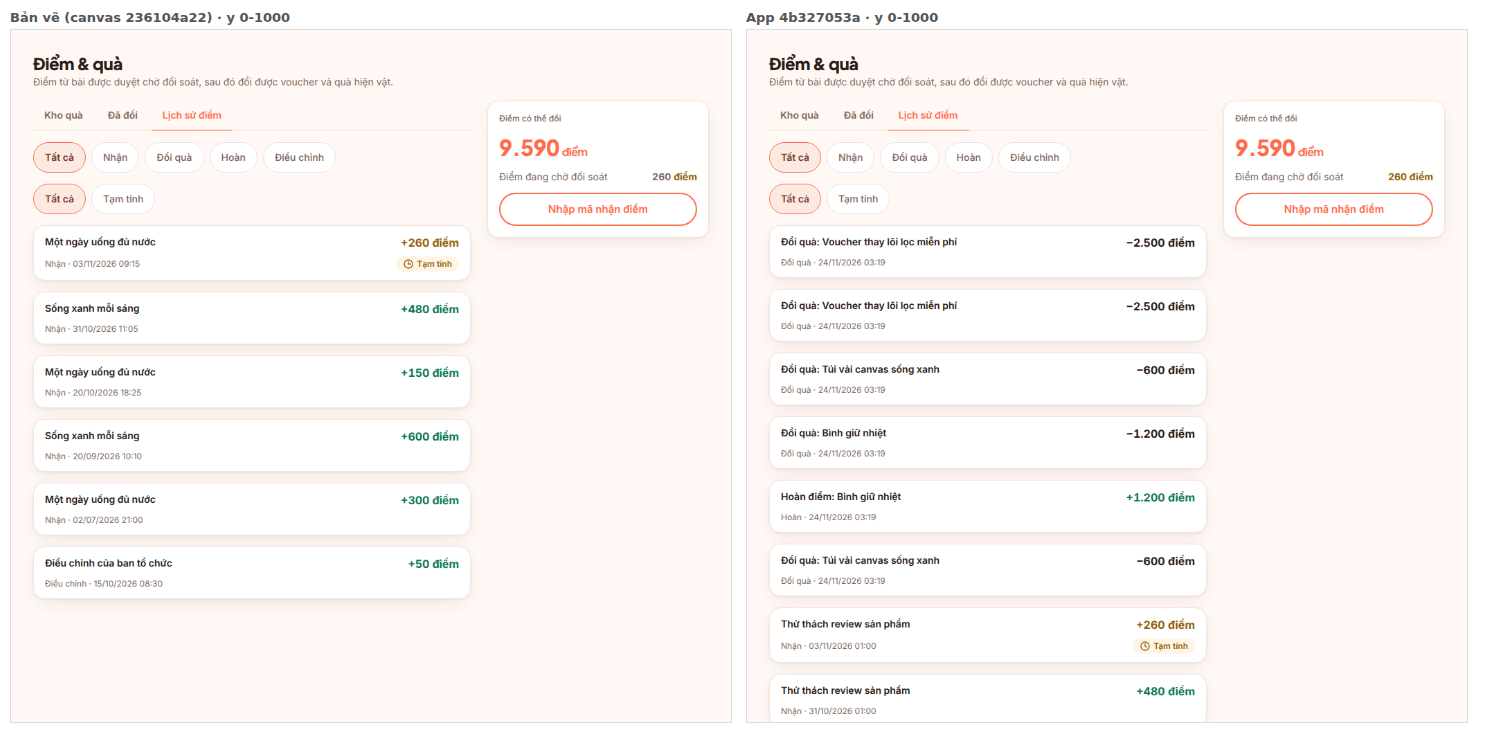 Bản vẽ (canvas 236104a22) · y 0-1000
Điểm & quà
Điểm từ bài được duyệt chờ đối soát, sau đó đổi được voucher và quà hiện vật.
Kho quà Đã đổi Lịch sử điểm
Tất cả Nhận Đổi quà Hoàn Điều chỉnh
Tất cả Tạm tính
Một ngày uống đủ nước +260 điểm
Nhận · 03/11/2026 09:15 Tạm tính
Sống xanh mỗi sáng +480 điểm
Nhận · 31/10/2026 11:05
Một ngày uống đủ nước +150 điểm
Nhận · 20/10/2026 18:25
Sống xanh mỗi sáng +600 điểm
Nhận · 20/09/2026 10:10
Một ngày uống đủ nước +300 điểm
Nhận · 02/07/2026 21:00
Điều chỉnh của ban tổ chức +50 điểm
Điều chỉnh · 15/10/2026 08:30
Điểm có thể đổi
9.590 điểm
Điểm đang chờ đối soát 260 điểm
Nhập mã nhận điểm
App 4b327053a · y 0-1000
Điểm & quà
Điểm từ bài được duyệt chờ đối soát, sau đó đổi được voucher và quà hiện vật.
Kho quà Đã đổi Lịch sử điểm
Tất cả Nhận Đổi quà Hoàn Điều chỉnh
Tất cả Tạm tính
Đổi quà: Voucher thay lõi lọc miễn phí −2.500 điểm
Đổi quà · 24/11/2026 03:19
Đổi quà: Voucher thay lõi lọc miễn phí −2.500 điểm
Đổi quà · 24/11/2026 03:19
Đổi quà: Túi vải canvas sống xanh −600 điểm
Đổi quà · 24/11/2026 03:19
Đổi quà: Bình giữ nhiệt −1.200 điểm
Đổi quà · 24/11/2026 03:19
Hoàn điểm: Bình giữ nhiệt +1.200 điểm
Hoàn · 24/11/2026 03:19
Đổi quà: Túi vải canvas sống xanh −600 điểm
Đổi quà · 24/11/2026 03:19
Thử thách review sản phẩm +260 điểm
Nhận · 03/11/2026 01:00 Tạm tính
Thử thách review sản phẩm +480 điểm
Nhận · 31/10/2026 01:00
Điểm có thể đổi
9.590 điểm
Điểm đang chờ đối soát 260 điểm
Nhập mã nhận điểm